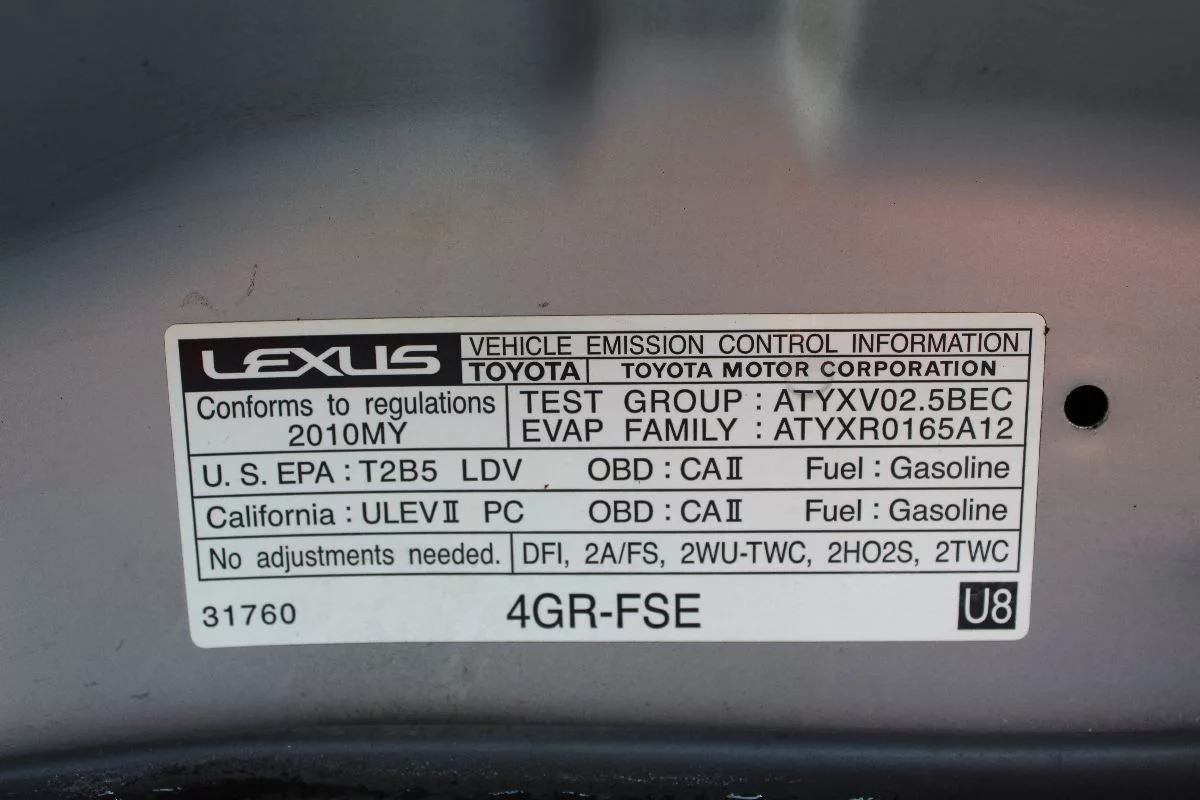 LEXUS VEHICLE EMISSION CONTROL INFORMATION
TOYOTA TOYOTA MOTOR CORPORATION
Conforms to regulations
2010MY
TEST GROUP : ATYXV02.5BEC
EVAP FAMILY : ATYXR0165A12
U. S. EPA : T2B5 LDV OBD : CAⅡ Fuel : Gasoline
California : ULEVⅡ PC OBD : CAⅡ Fuel : Gasoline
No adjustments needed. DFI, 2A/FS, 2WU-TWC, 2HO2S, 2TWC
31760 4GR-FSE U8